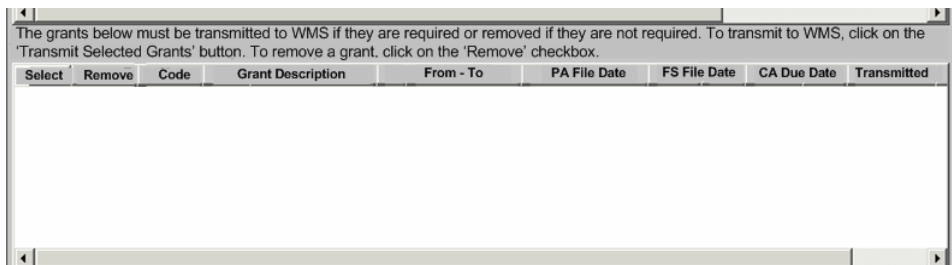 The grants below must be transmitted to WMS if they are required or removed if they are not required. To transmit to WMS, click on the
'Transmit Selected Grants' button. To remove a grant, click on the 'Remove' checkbox.
Select Remove Code Grant Description From - To PA File Date FS File Date CA Due Date Transmitted